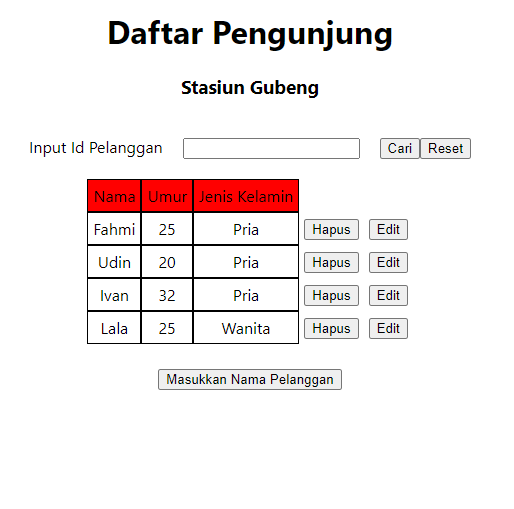 Daftar Pengunjung
Stasiun Gubeng
Input Id Pelanggan Cari Reset
Nama Umur Jenis Kelamin
Fahmi 25 Pria Hapus Edit
Udin 20 Pria Hapus Edit
Ivan 32 Pria Hapus Edit
Lala 25 Wanita Hapus Edit
Masukkan Nama Pelanggan